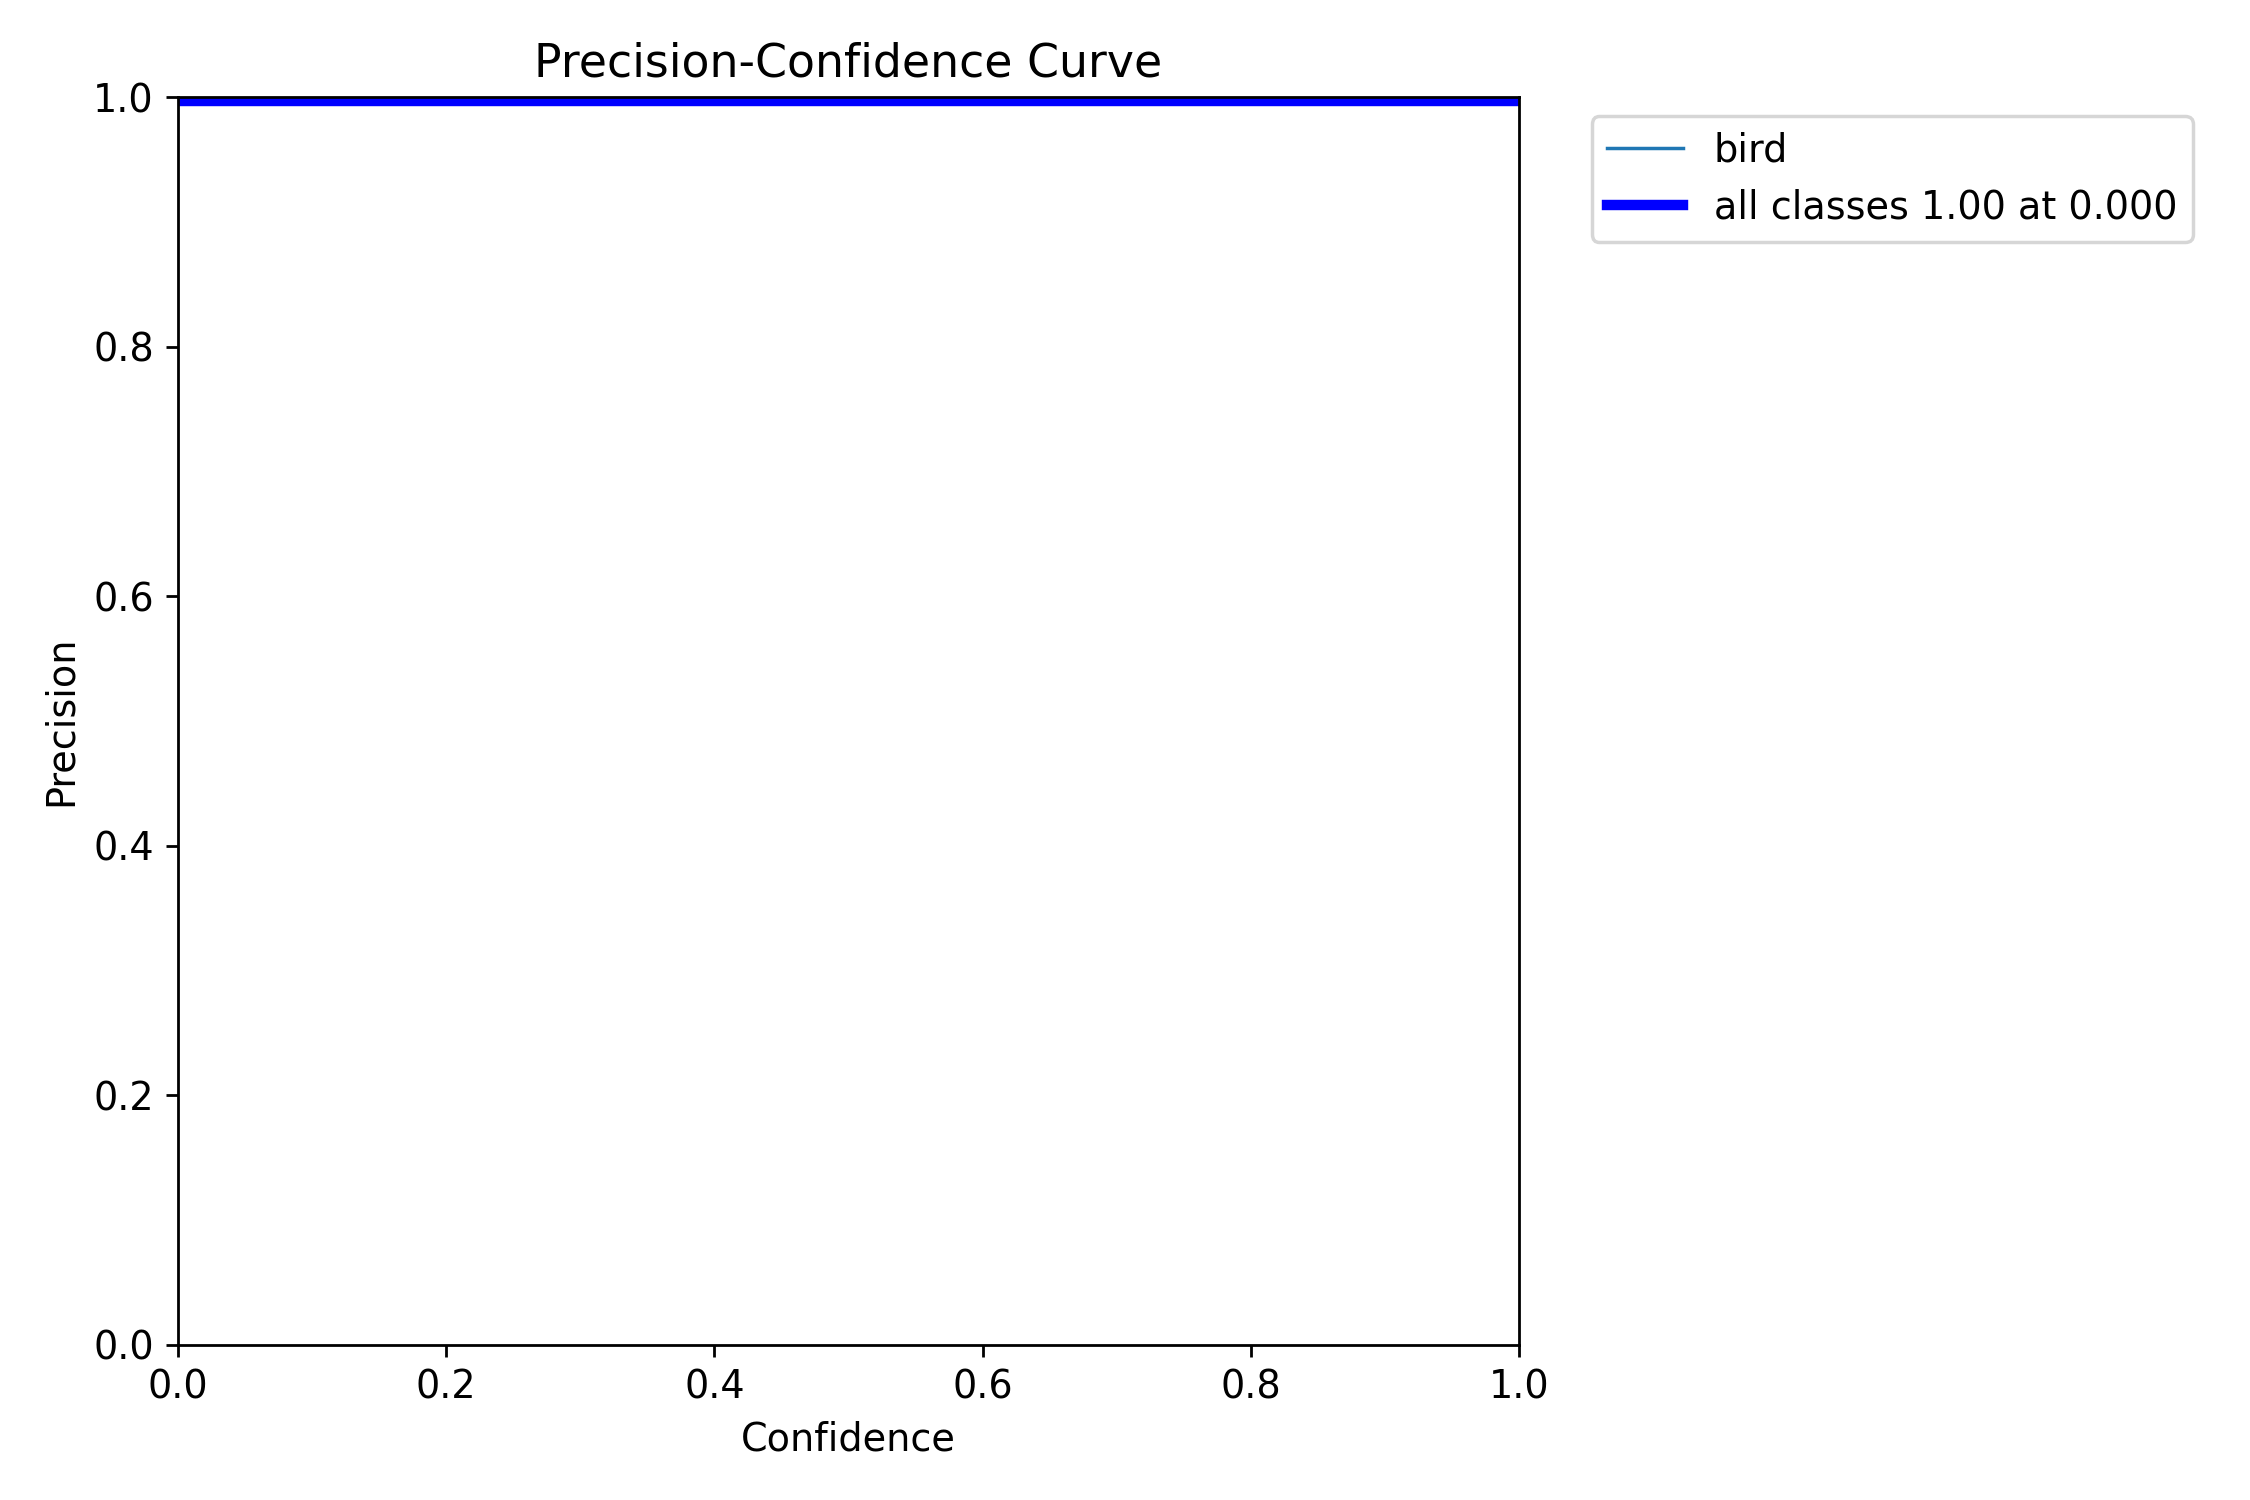 Precision-Confidence Curve
1.0
0.8
0.6
0.4
0.2
0.0
Precision
0.0 0.2 0.4 0.6 0.8 1.0
Confidence
bird
all classes 1.00 at 0.000